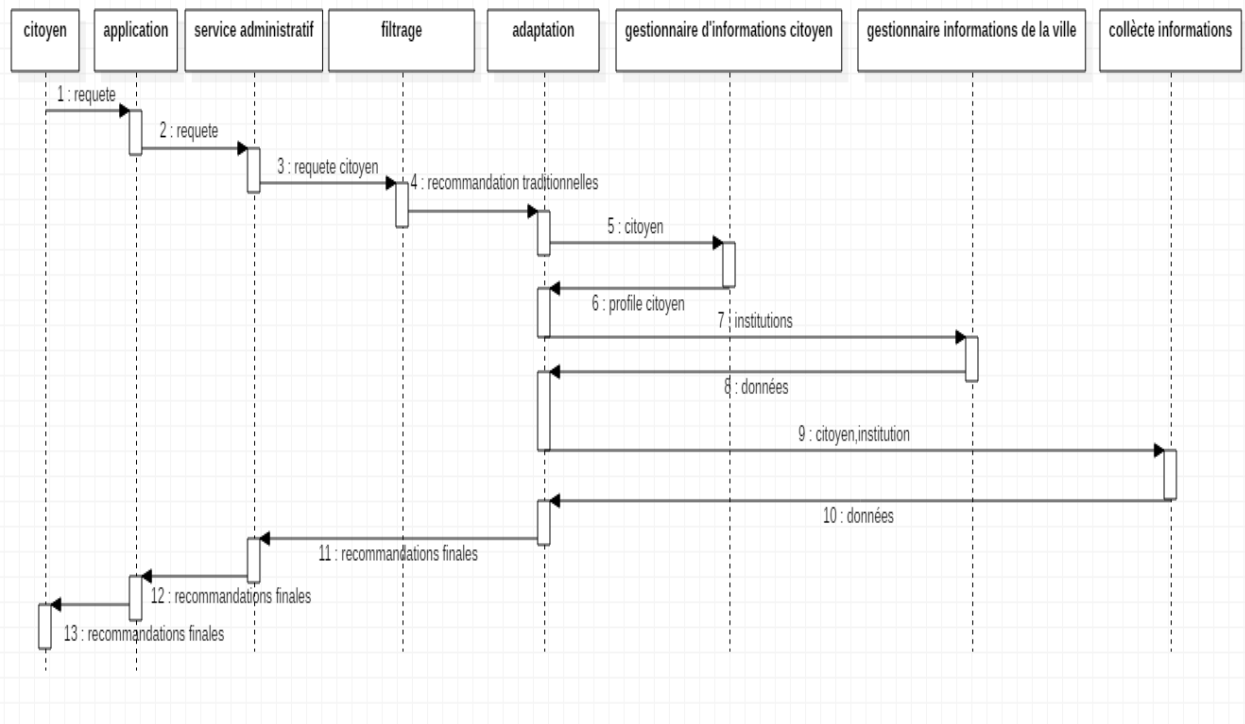 citoyen
application
service administratif
filtrage
adaptation
gestionnaire d'informations citoyen
gestionnaire informations de la ville
collècte informations
1 : requete
2 : requete
3 : requete citoyen
4 : recommandation traditionnelles
5 : citoyen
6 : profile citoyen
7 : institutions
8 : données
9 : citoyen,institution
10 : données
11 : recommandations finales
12 : recommandations finales
13 : recommandations finales